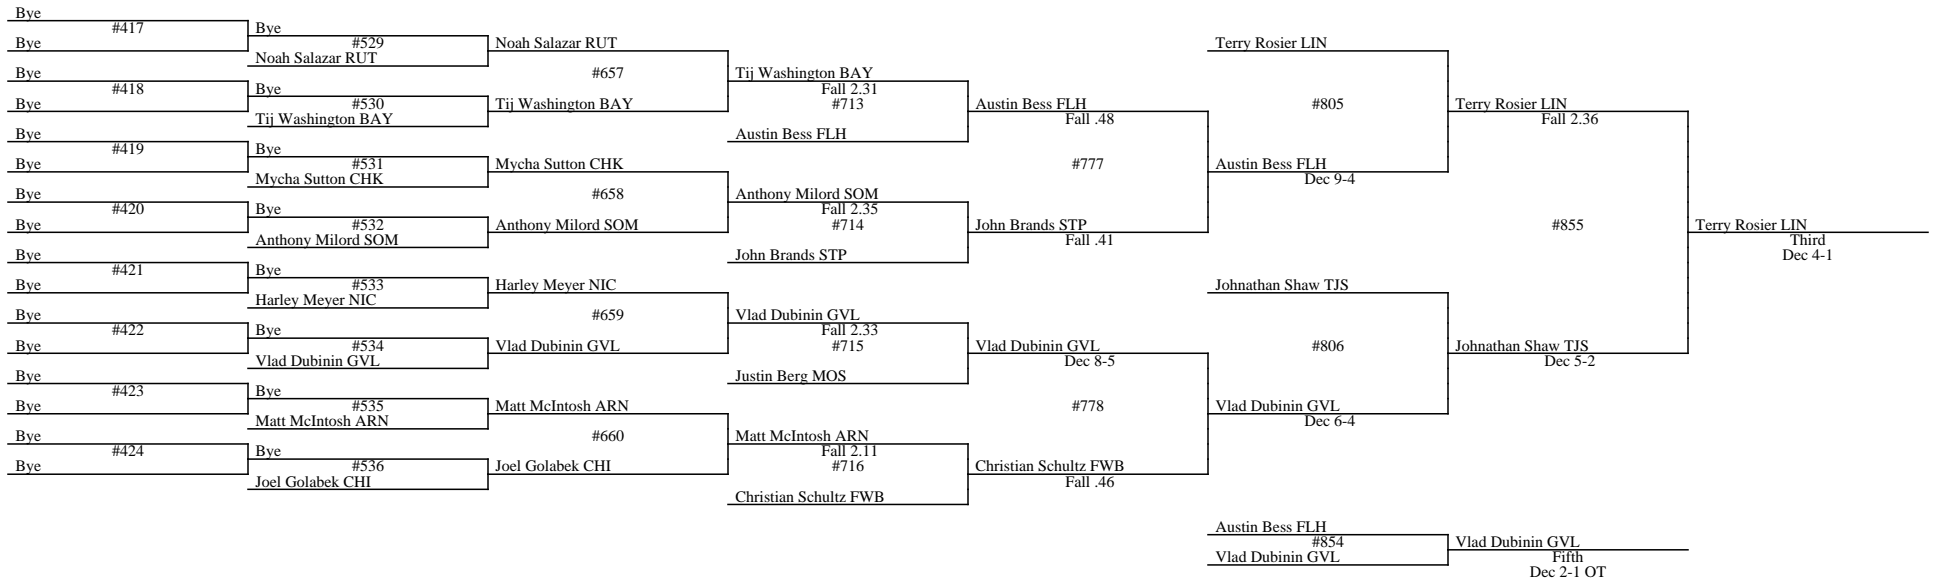 Bye
#417
Bye
Bye
#418
Bye
Bye
#419
Bye
Bye
#420
Bye
Bye
#421
Bye
Bye
#422
Bye
Bye
#423
Bye
Bye
#424
Bye
Bye
#529
Noah Salazar RUT
Bye
#530
Tij Washington BAY
Bye
#531
Mycha Sutton CHK
Bye
#532
Anthony Milord SOM
Bye
#533
Harley Meyer NIC
Bye
#534
Vlad Dubinin GVL
Bye
#535
Matt McIntosh ARN
Bye
#536
Joel Golabek CHI
Noah Salazar RUT
#657
Tij Washington BAY
Mycha Sutton CHK
#658
Anthony Milord SOM
Harley Meyer NIC
#659
Vlad Dubinin GVL
Matt McIntosh ARN
#660
Joel Golabek CHI
Tij Washington BAY
Fall 2.31
#713
Austin Bess FLH
Anthony Milord SOM
Fall 2.35
#714
John Brands STP
Vlad Dubinin GVL
Fall 2.33
#715
Justin Berg MOS
Matt McIntosh ARN
Fall 2.11
#716
Christian Schultz FWB
Austin Bess FLH
Fall .48
#777
John Brands STP
Fall .41
Vlad Dubinin GVL
Dec 8-5
#778
Christian Schultz FWB
Fall .46
Terry Rosier LIN
#805
Austin Bess FLH
Dec 9-4
Johnathan Shaw TJS
#806
Vlad Dubinin GVL
Dec 6-4
Terry Rosier LIN
Fall 2.36
#855
Johnathan Shaw TJS
Dec 5-2
Terry Rosier LIN
Third
Dec 4-1
Austin Bess FLH
#854
Vlad Dubinin GVL
Vlad Dubinin GVL
Fifth
Dec 2-1 OT